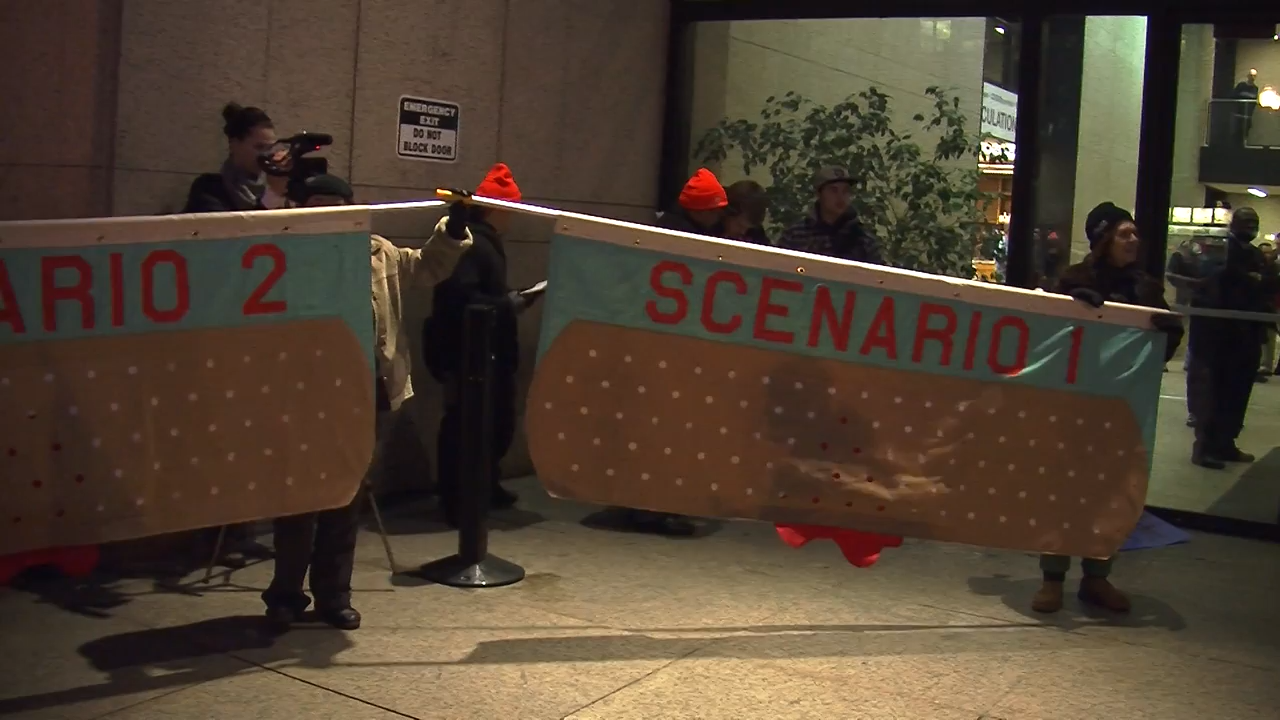 EMERGENCY
EXIT
DO NOT
BLOCK DOOR
CULATION
ARIO 2
SCENARIO 1